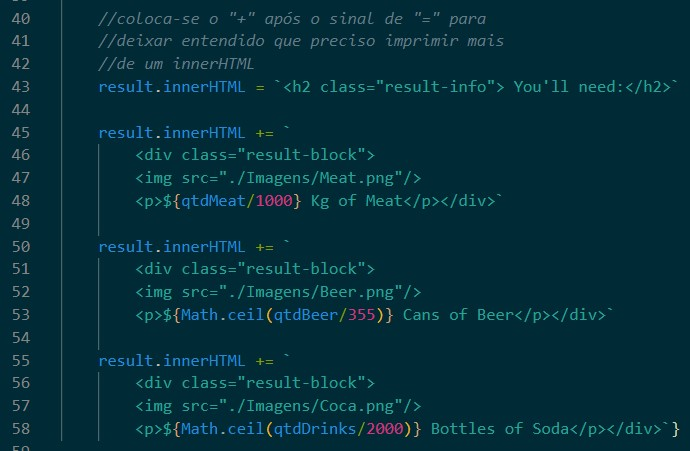 40 //coloca-se o "+" após o sinal de "=" para
41 //deixar entendido que preciso imprimir mais
42 //de um innerHTML
43 result.innerHTML = `<h2 class="result-info"> You'll need:</h2>`
44
45 result.innerHTML += `
46 <div class="result-block">
47 <img src="./Imagens/Meat.png"/>
48 <p>${qtdMeat/1000} Kg of Meat</p></div>`
49
50 result.innerHTML += `
51 <div class="result-block">
52 <img src="./Imagens/Beer.png"/>
53 <p>${Math.ceil(qtdBeer/355)} Cans of Beer</p></div>`
54
55 result.innerHTML += `
56 <div class="result-block">
57 <img src="./Imagens/Coca.png"/>
58 <p>${Math.ceil(qtdDrinks/2000)} Bottles of Soda</p></div>`}